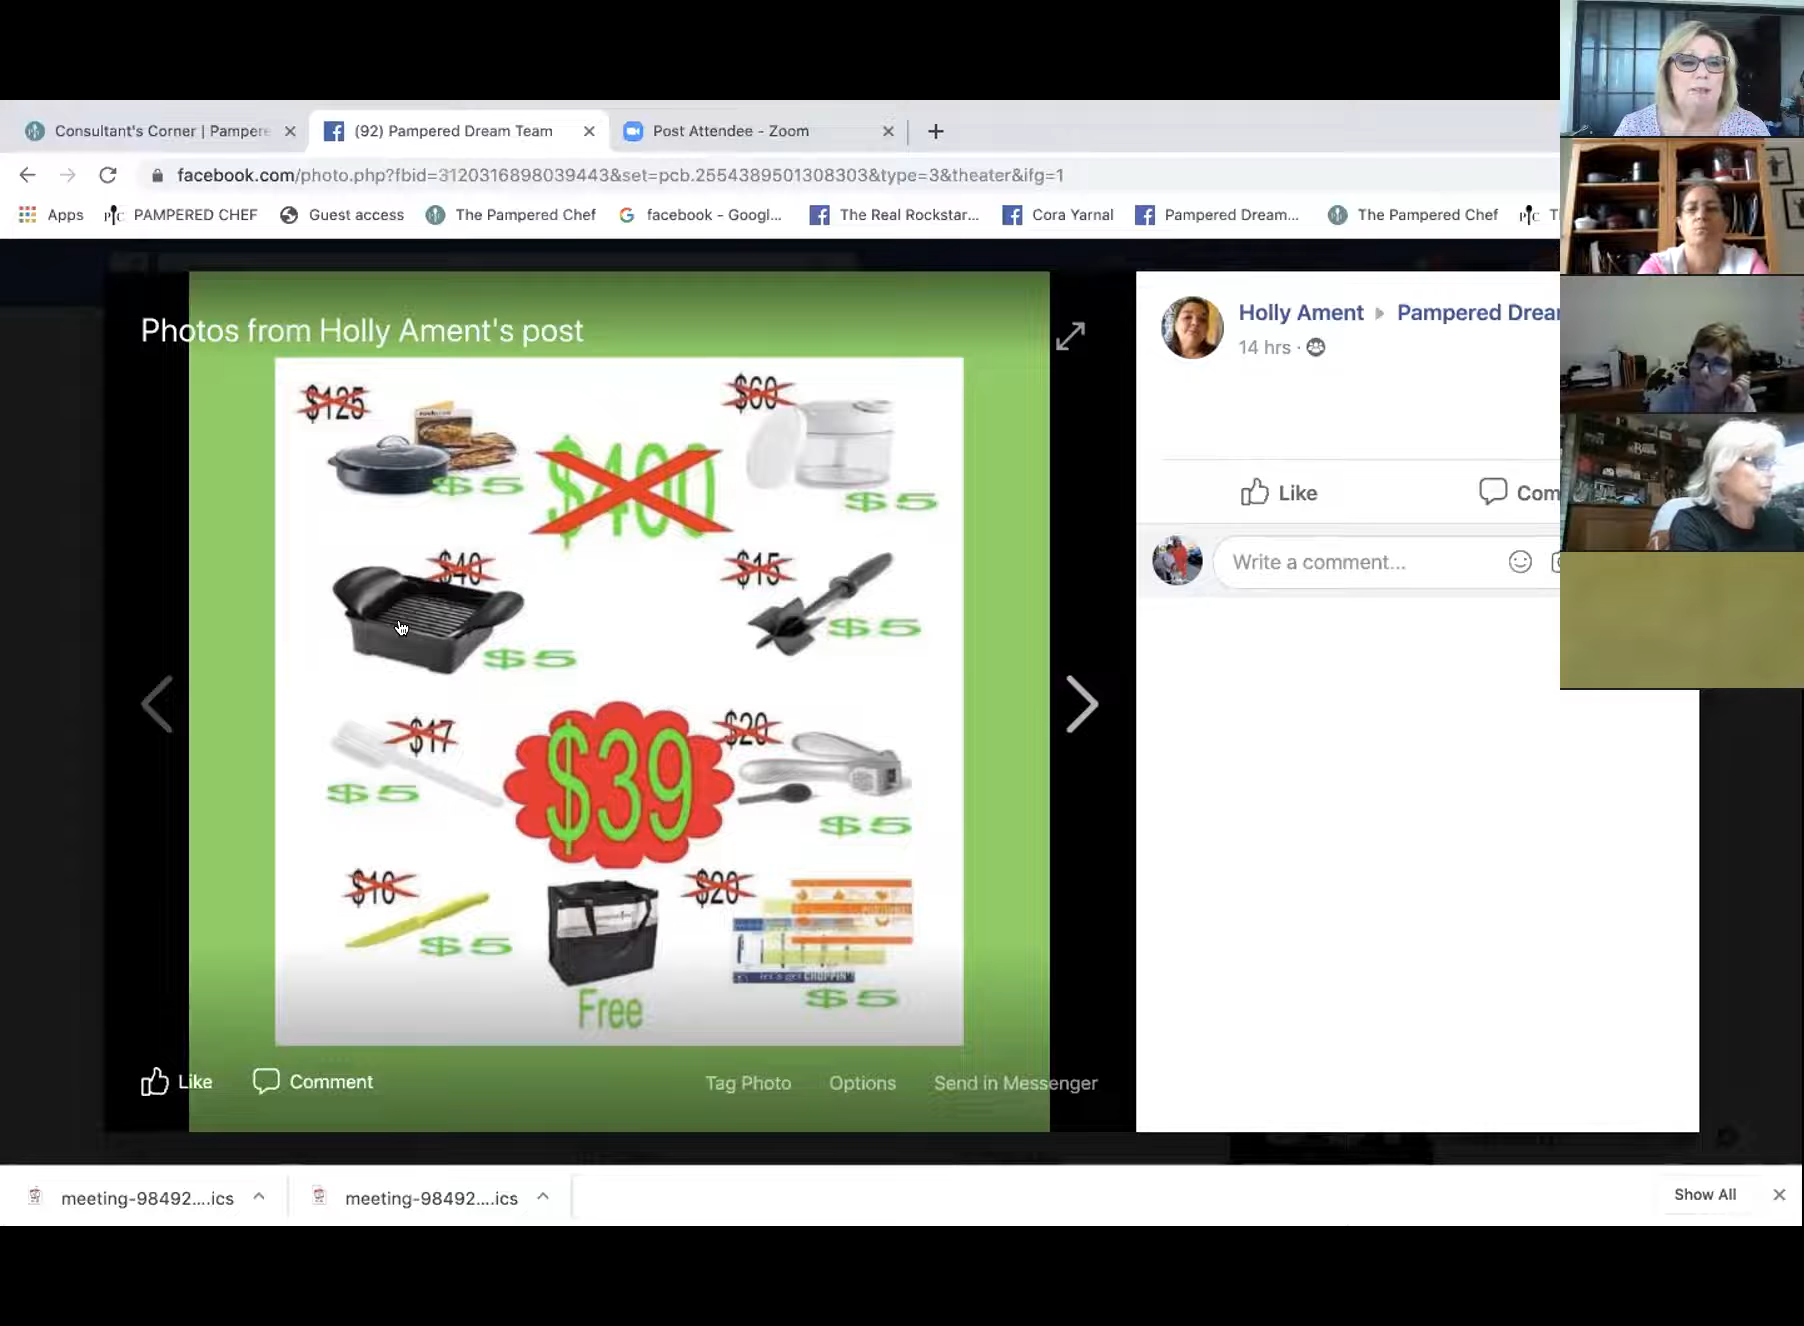 Consultant's Corner | Pampere
(92) Pampered Dream Team
Post Attendee - Zoom
facebook.com/photo.php?fbid=3120316898039443&set=pcb.2554389501308303&type=3&theater&ifg=1
Apps
PAMPERED CHEF
Guest access
The Pampered Chef
facebook - Googl...
The Real Rockstar...
Cora Yarnal
Pampered Dream...
The Pampered Chef
Photos from Holly Ament's post
$125
$60
$5
$400
$5
$40
$15
$5
$5
$17
$20
$5
$39
$5
$10
$20
$5
CHOPPIN'!
$5
Free
Like
Comment
Tag Photo
Options
Send in Messenger
Holly Ament
Pampered Drea
14 hrs
Like
Com
Write a comment...
meeting-98492....ics
meeting-98492....ics
Show All